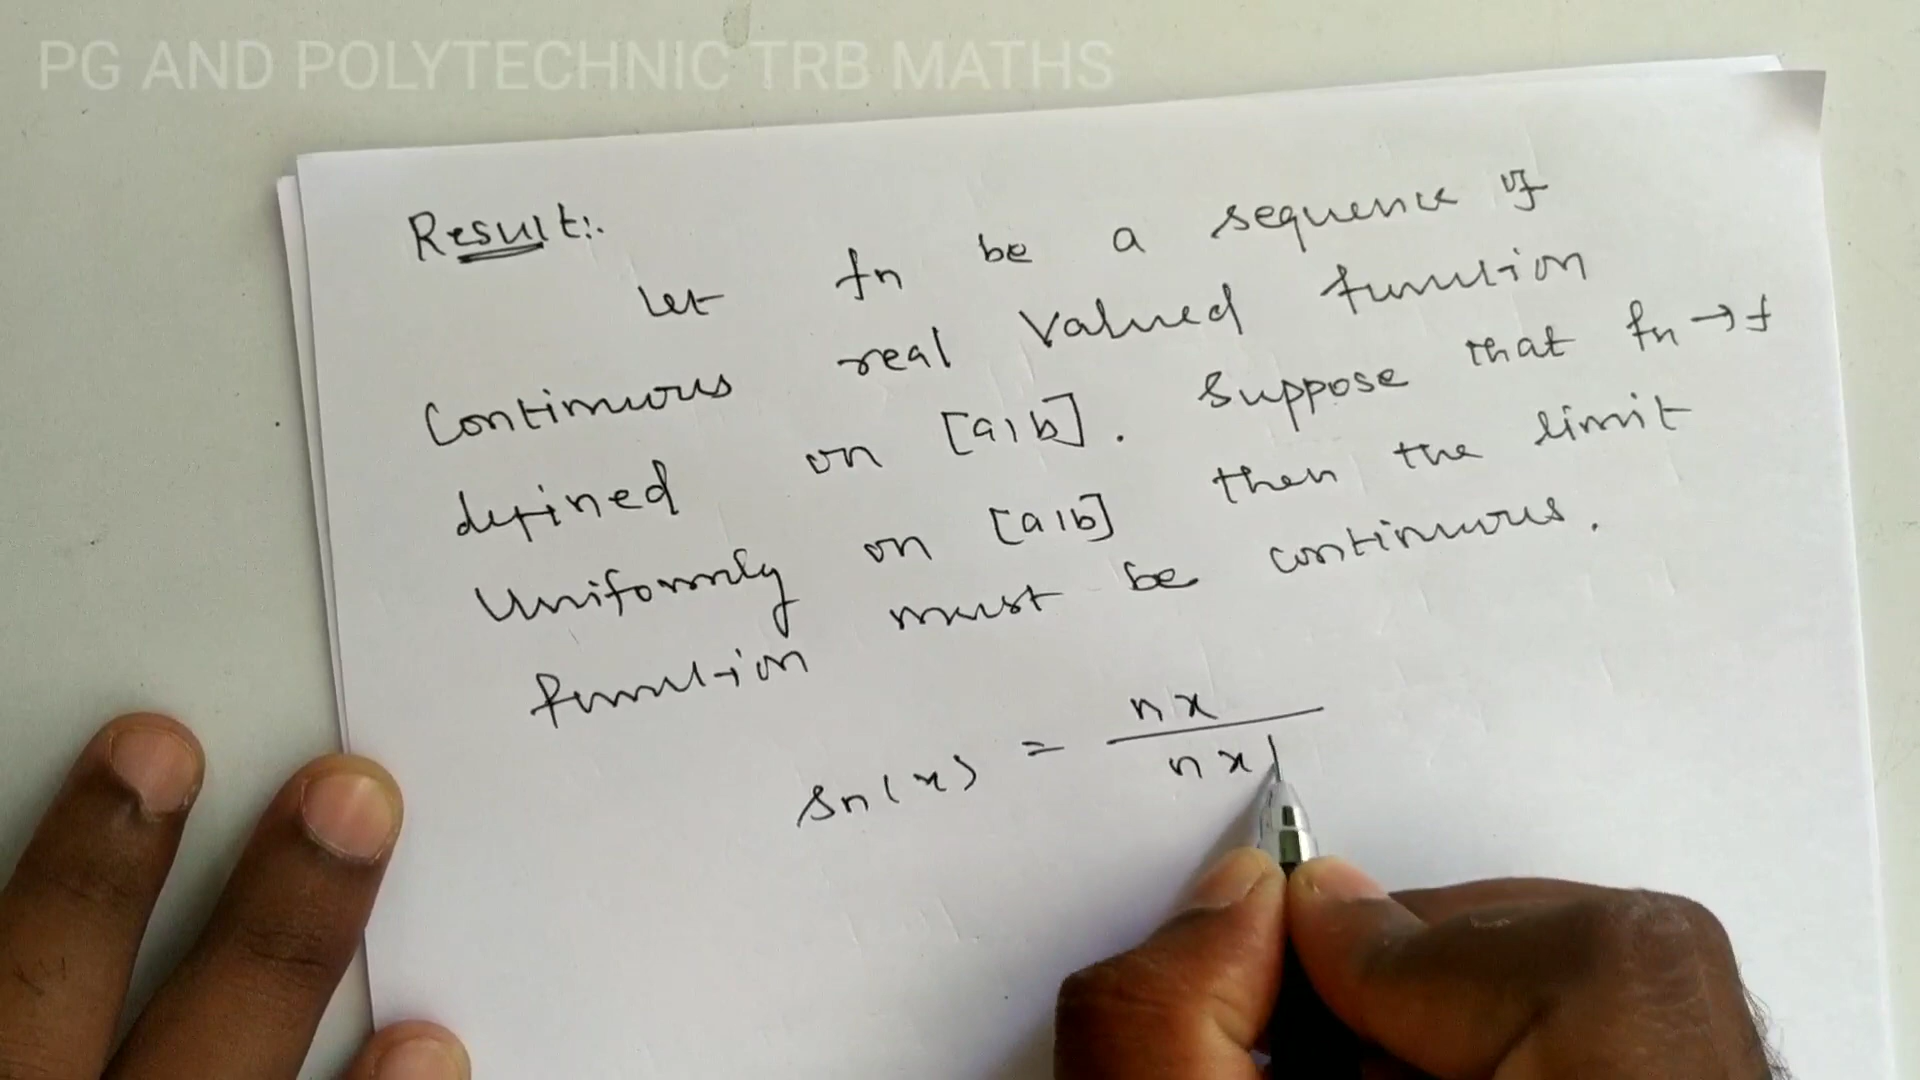 PG AND POLYTECHNIC TRB MATHS
Result:.
Let fn be a sequence of
Continuous real Valued function
defined on [a,b]. Suppose that fn → f
Uniformly on [a,b] then the limit
function must be continuous.
Sn(x) = nx
nx